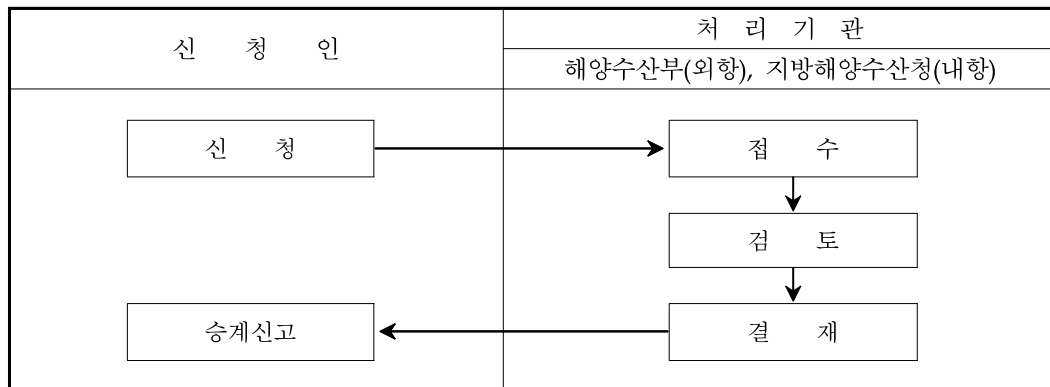 신 청 인
처 리 기 관
해양수산부(외항), 지방해양수산청(내항)
신 청
접 수
검 토
승계신고
결 재